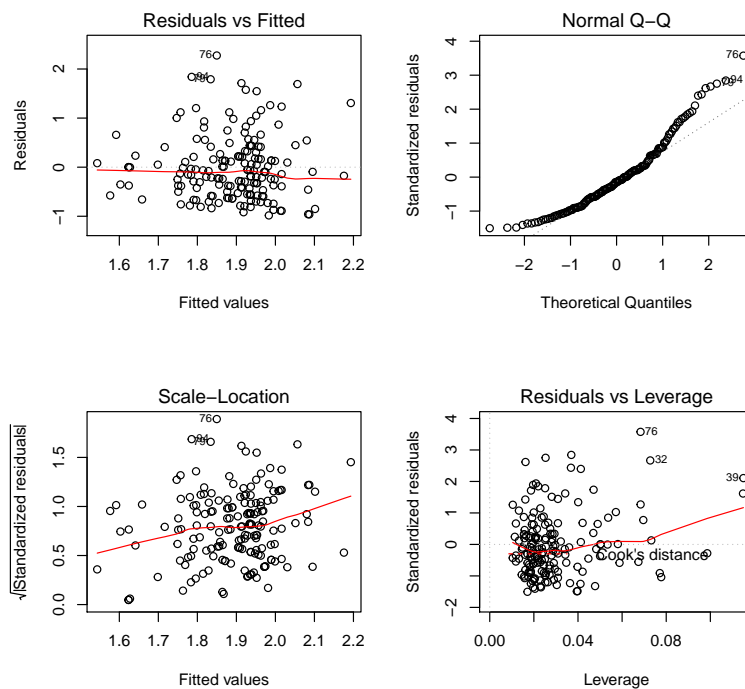 Residuals vs Fitted
Residuals
2
1
0
−1
76
94
1.6 1.7 1.8 1.9 2.0 2.1 2.2
Fitted values
Normal Q−Q
Standardized residuals
4
3
2
1
0
−1
76
94
−2 −1 0 1 2
Theoretical Quantiles
Scale−Location
√|Standardized residuals|
1.5
1.0
0.5
0.0
76
94
1.6 1.7 1.8 1.9 2.0 2.1 2.2
Fitted values
Residuals vs Leverage
Standardized residuals
4
3
2
1
0
−1
−2
76
32
39
Cook's distance
0.00 0.04 0.08
Leverage